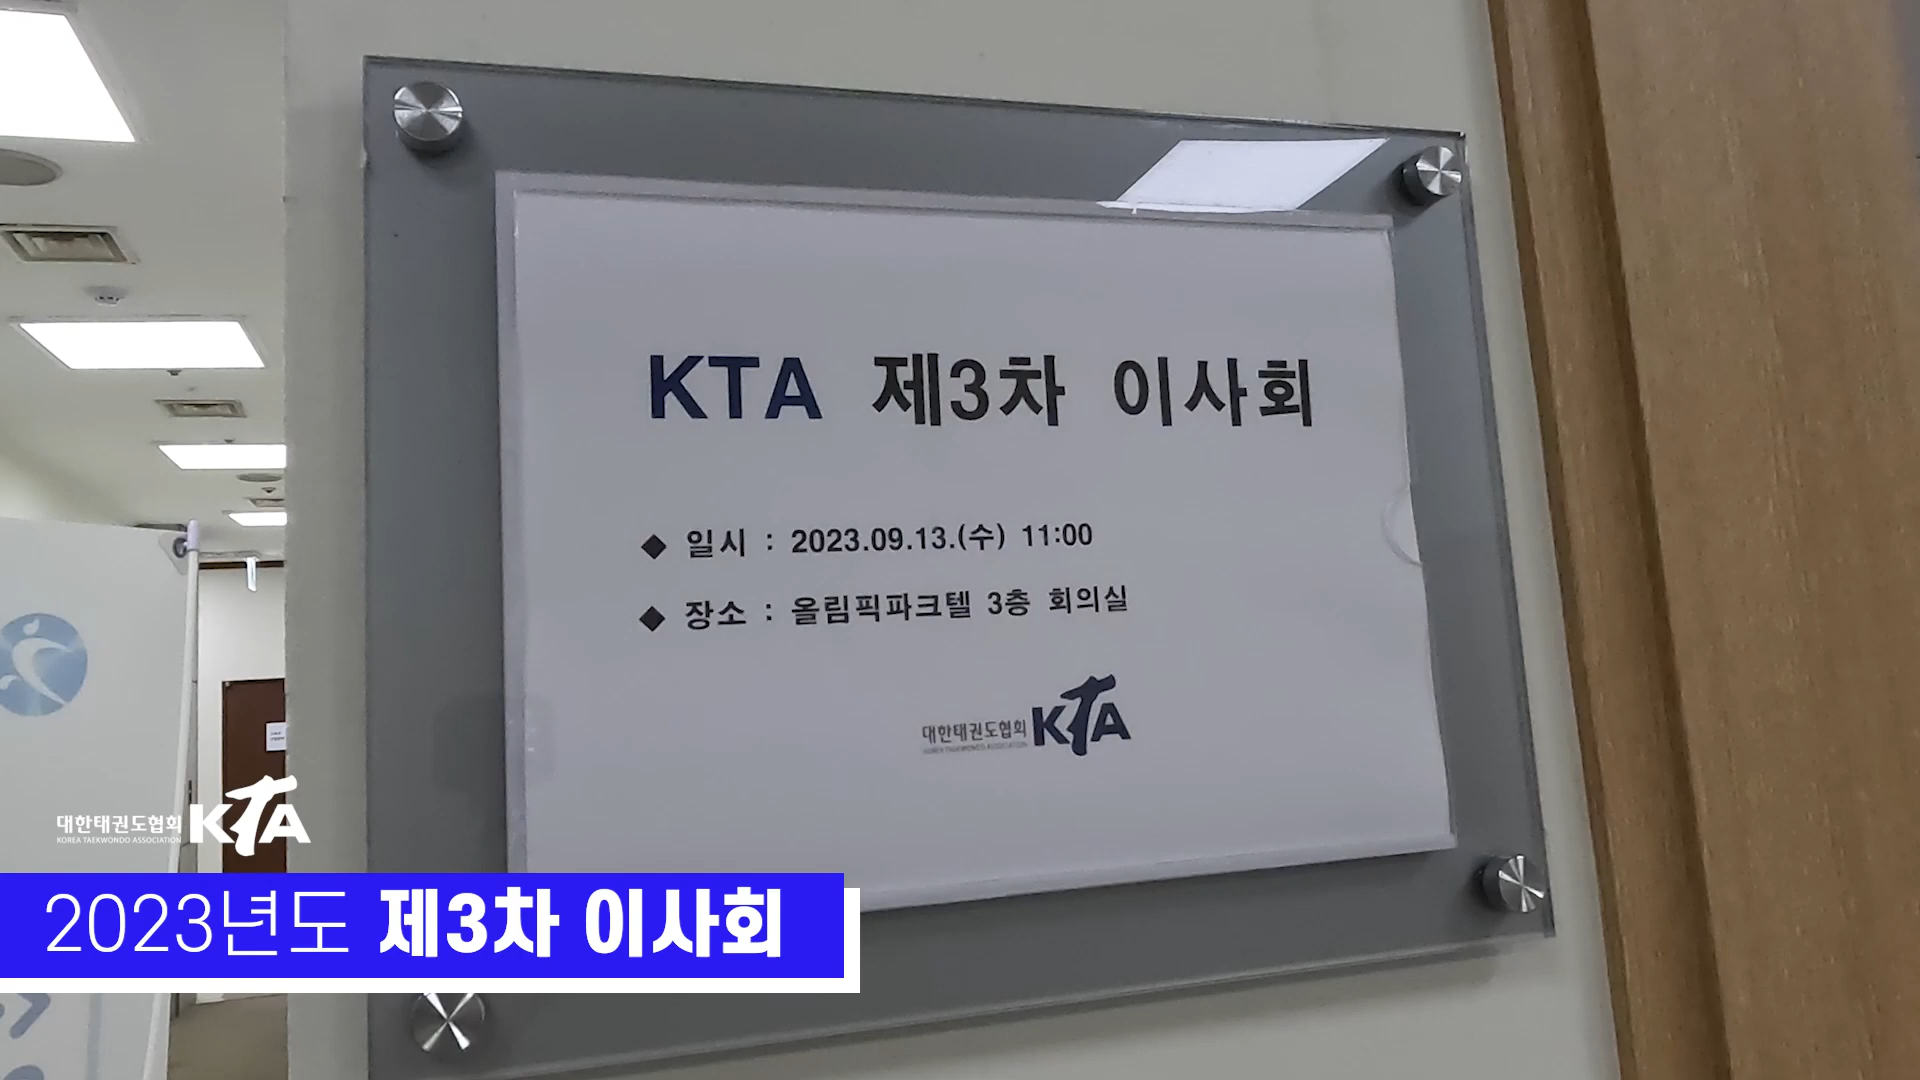 KTA 제3차 이사회
◆ 일시 : 2023.09.13.(수) 11:00
◆ 장소 : 올림픽파크텔 3층 회의실
대한태권도협회 KTA
KOREA TAEKWONDO ASSOCIATION
대한태권도협회 KTA
KOREA TAEKWONDO ASSOCIATION
2023년도 제3차 이사회